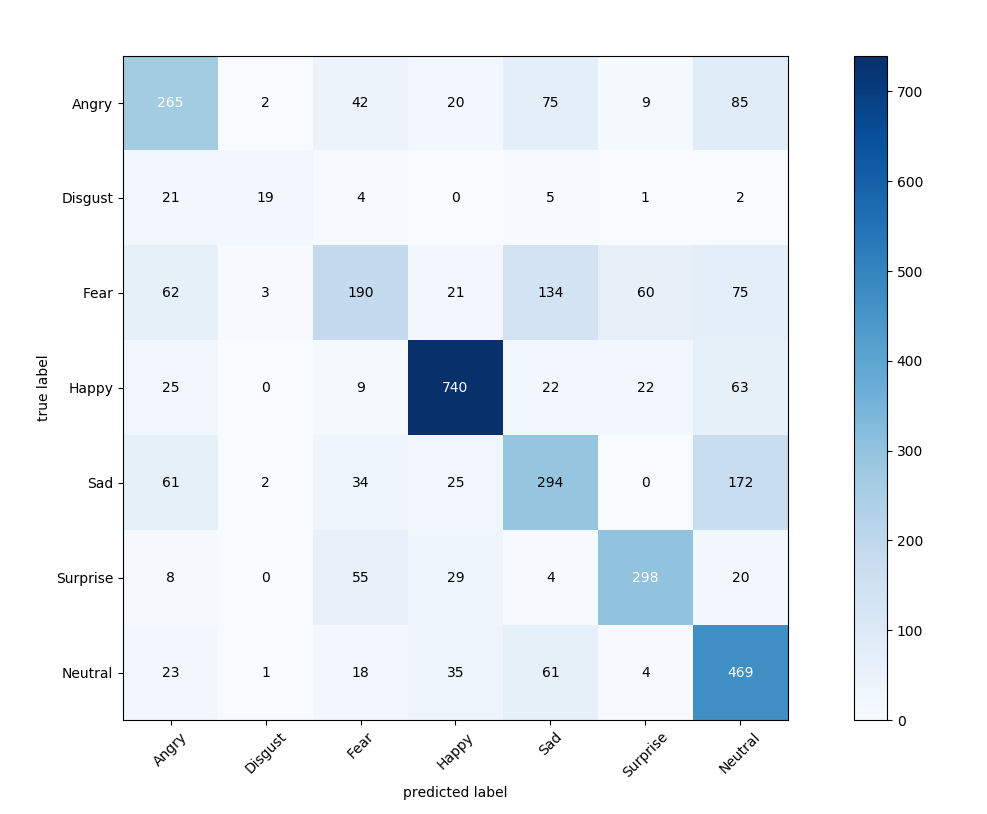 Angry 265 2 42 20 75 9 85
Disgust 21 19 4 0 5 1 2
Fear 62 3 190 21 134 60 75
Happy 25 0 9 740 22 22 63
Sad 61 2 34 25 294 0 172
Surprise 8 0 55 29 4 298 20
Neutral 23 1 18 35 61 4 469
true label
Angry Disgust Fear Happy Sad Surprise Neutral
predicted label
700
600
500
400
300
200
100
0